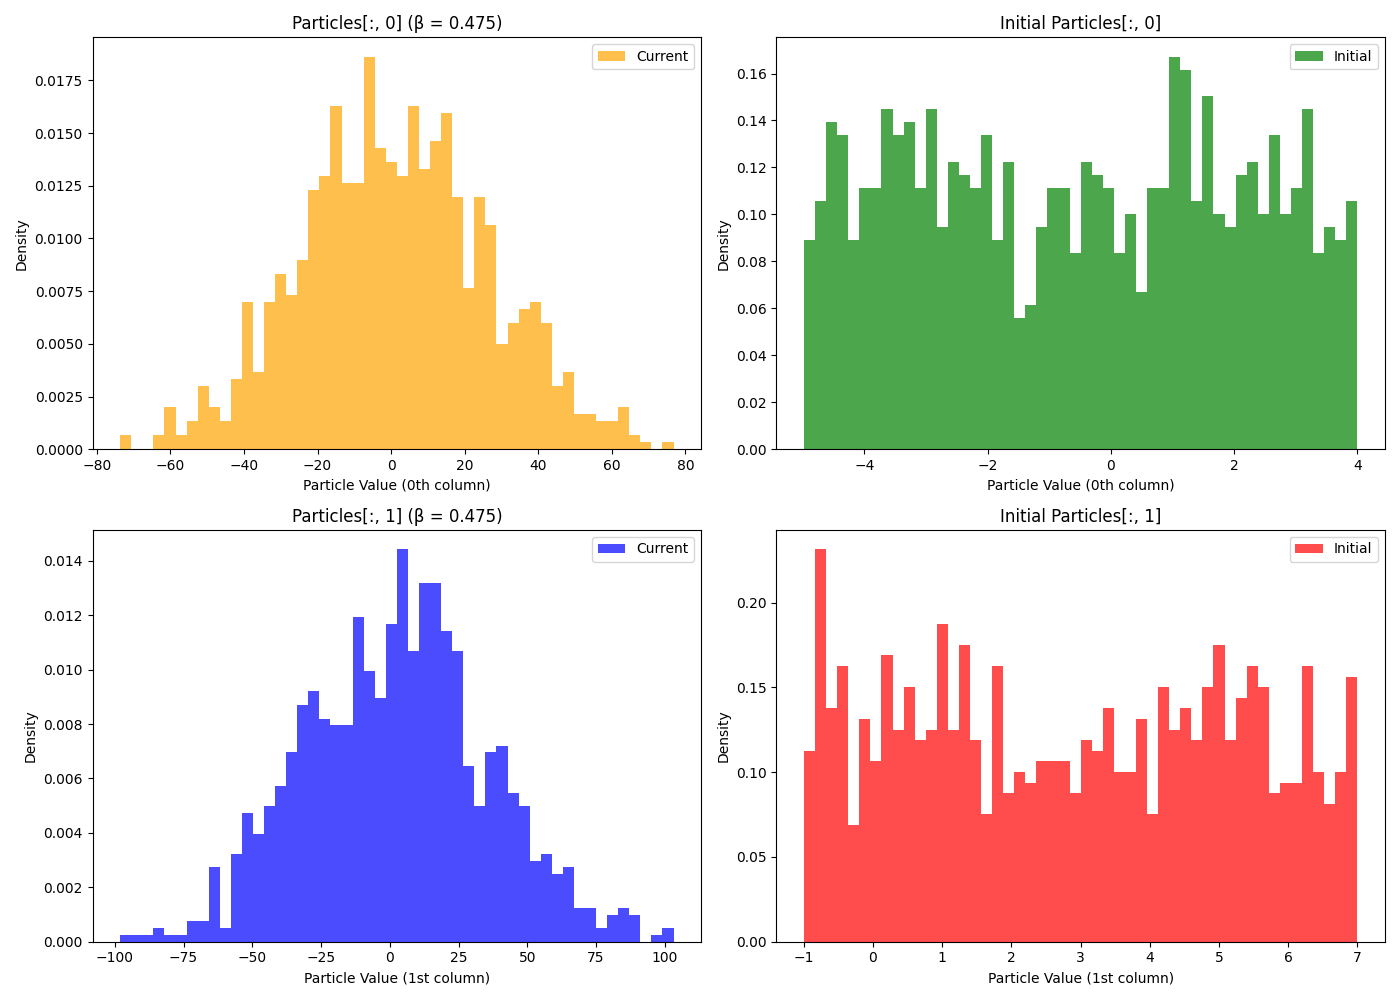 Particles[:, 0] (β = 0.475)
Current
Density
0.0175
0.0150
0.0125
0.0100
0.0075
0.0050
0.0025
0.0000
−80 −60 −40 −20 0 20 40 60 80
Particle Value (0th column)
Initial Particles[:, 0]
Initial
Density
0.16
0.14
0.12
0.10
0.08
0.06
0.04
0.02
0.00
−4 −2 0 2 4
Particle Value (0th column)
Particles[:, 1] (β = 0.475)
Current
Density
0.014
0.012
0.010
0.008
0.006
0.004
0.002
0.000
−100 −75 −50 −25 0 25 50 75 100
Particle Value (1st column)
Initial Particles[:, 1]
Initial
Density
0.20
0.15
0.10
0.05
0.00
−1 0 1 2 3 4 5 6 7
Particle Value (1st column)